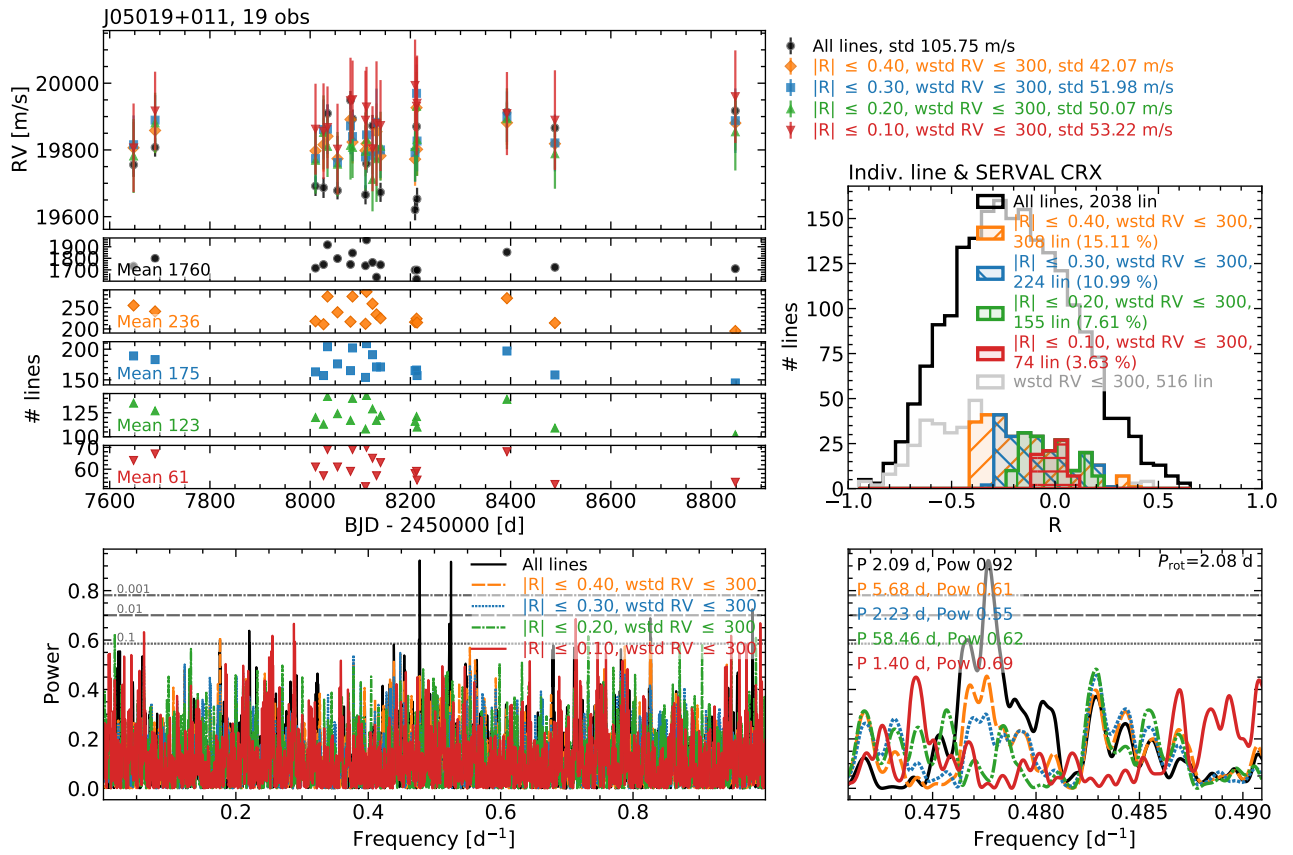 J05019+011, 19 obs
20000
19800
19600
RV [m/s]
All lines, std 105.75 m/s
|R| ≤ 0.40, wstd RV ≤ 300, std 42.07 m/s
|R| ≤ 0.30, wstd RV ≤ 300, std 51.98 m/s
|R| ≤ 0.20, wstd RV ≤ 300, std 50.07 m/s
|R| ≤ 0.10, wstd RV ≤ 300, std 53.22 m/s
1900
1800
1700
Mean 1760
250
200
Mean 236
200
150
Mean 175
125
100
Mean 123
70
60
Mean 61
# lines
7600 7800 8000 8200 8400 8600 8800
BJD - 2450000 [d]
Indiv. line & SERVAL CRX
150
125
100
75
50
25
0
# lines
All lines, 2038 lin
|R| ≤ 0.40, wstd RV ≤ 300,
308 lin (15.11 %)
|R| ≤ 0.30, wstd RV ≤ 300,
224 lin (10.99 %)
|R| ≤ 0.20, wstd RV ≤ 300,
155 lin (7.61 %)
|R| ≤ 0.10, wstd RV ≤ 300,
74 lin (3.63 %)
wstd RV ≤ 300, 516 lin
−1.0 −0.5 0.0 0.5 1.0
R
0.8
0.6
0.4
0.2
0.0
Power
0.001
0.01
0.1
All lines
|R| ≤ 0.40, wstd RV ≤ 300
|R| ≤ 0.30, wstd RV ≤ 300
|R| ≤ 0.20, wstd RV ≤ 300
|R| ≤ 0.10, wstd RV ≤ 300
0.2 0.4 0.6 0.8
Frequency [d⁻¹]
P 2.09 d, Pow 0.92
P 5.68 d, Pow 0.61
P 2.23 d, Pow 0.55
P 58.46 d, Pow 0.62
P 1.40 d, Pow 0.69
Prot=2.08 d
0.475 0.480 0.485 0.490
Frequency [d⁻¹]